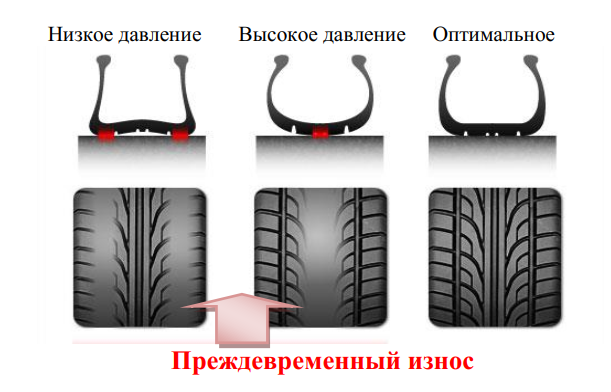 Низкое давление Высокое давление Оптимальное
Преждевременный износ